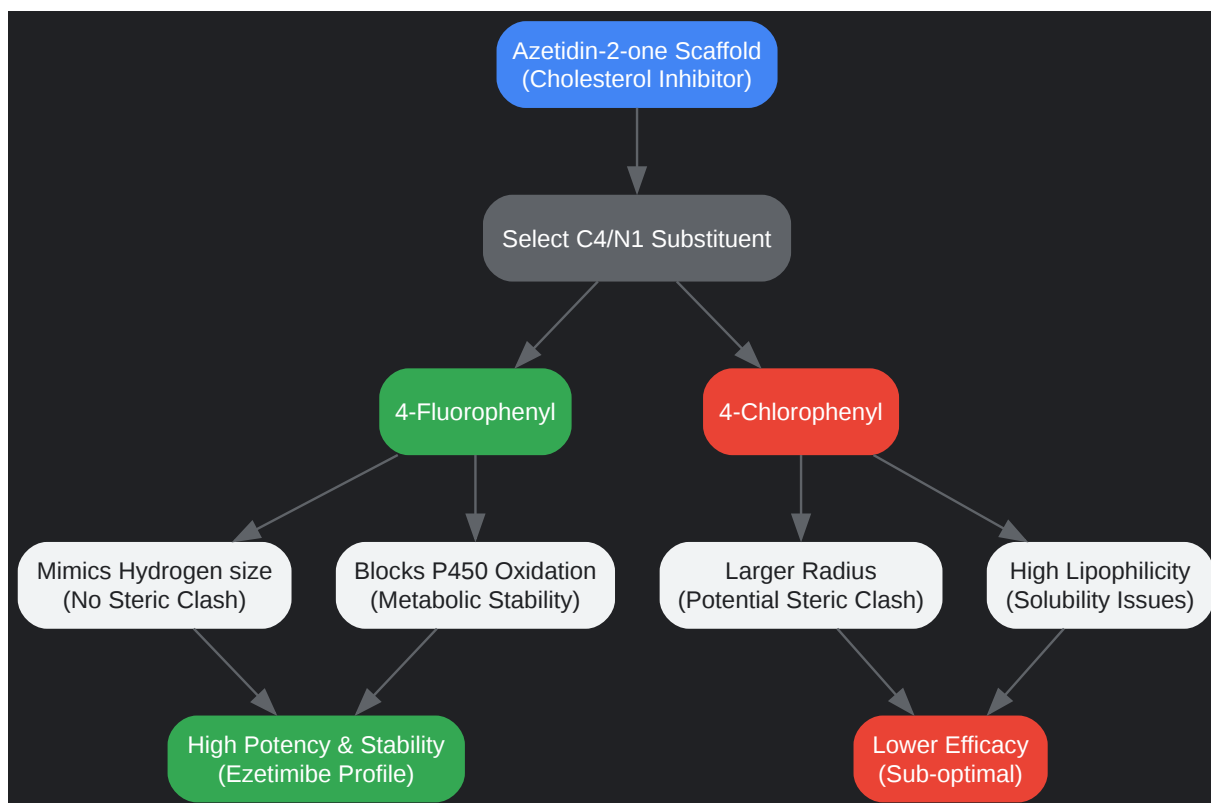 Azetidin-2-one Scaffold
(Cholesterol Inhibitor)
Select C4/N1 Substituent
4-Fluorophenyl
4-Chlorophenyl
Mimics Hydrogen size
(No Steric Clash)
Blocks P450 Oxidation
(Metabolic Stability)
Larger Radius
(Potential Steric Clash)
High Lipophilicity
(Solubility Issues)
High Potency & Stability
(Ezetimibe Profile)
Lower Efficacy
(Sub-optimal)